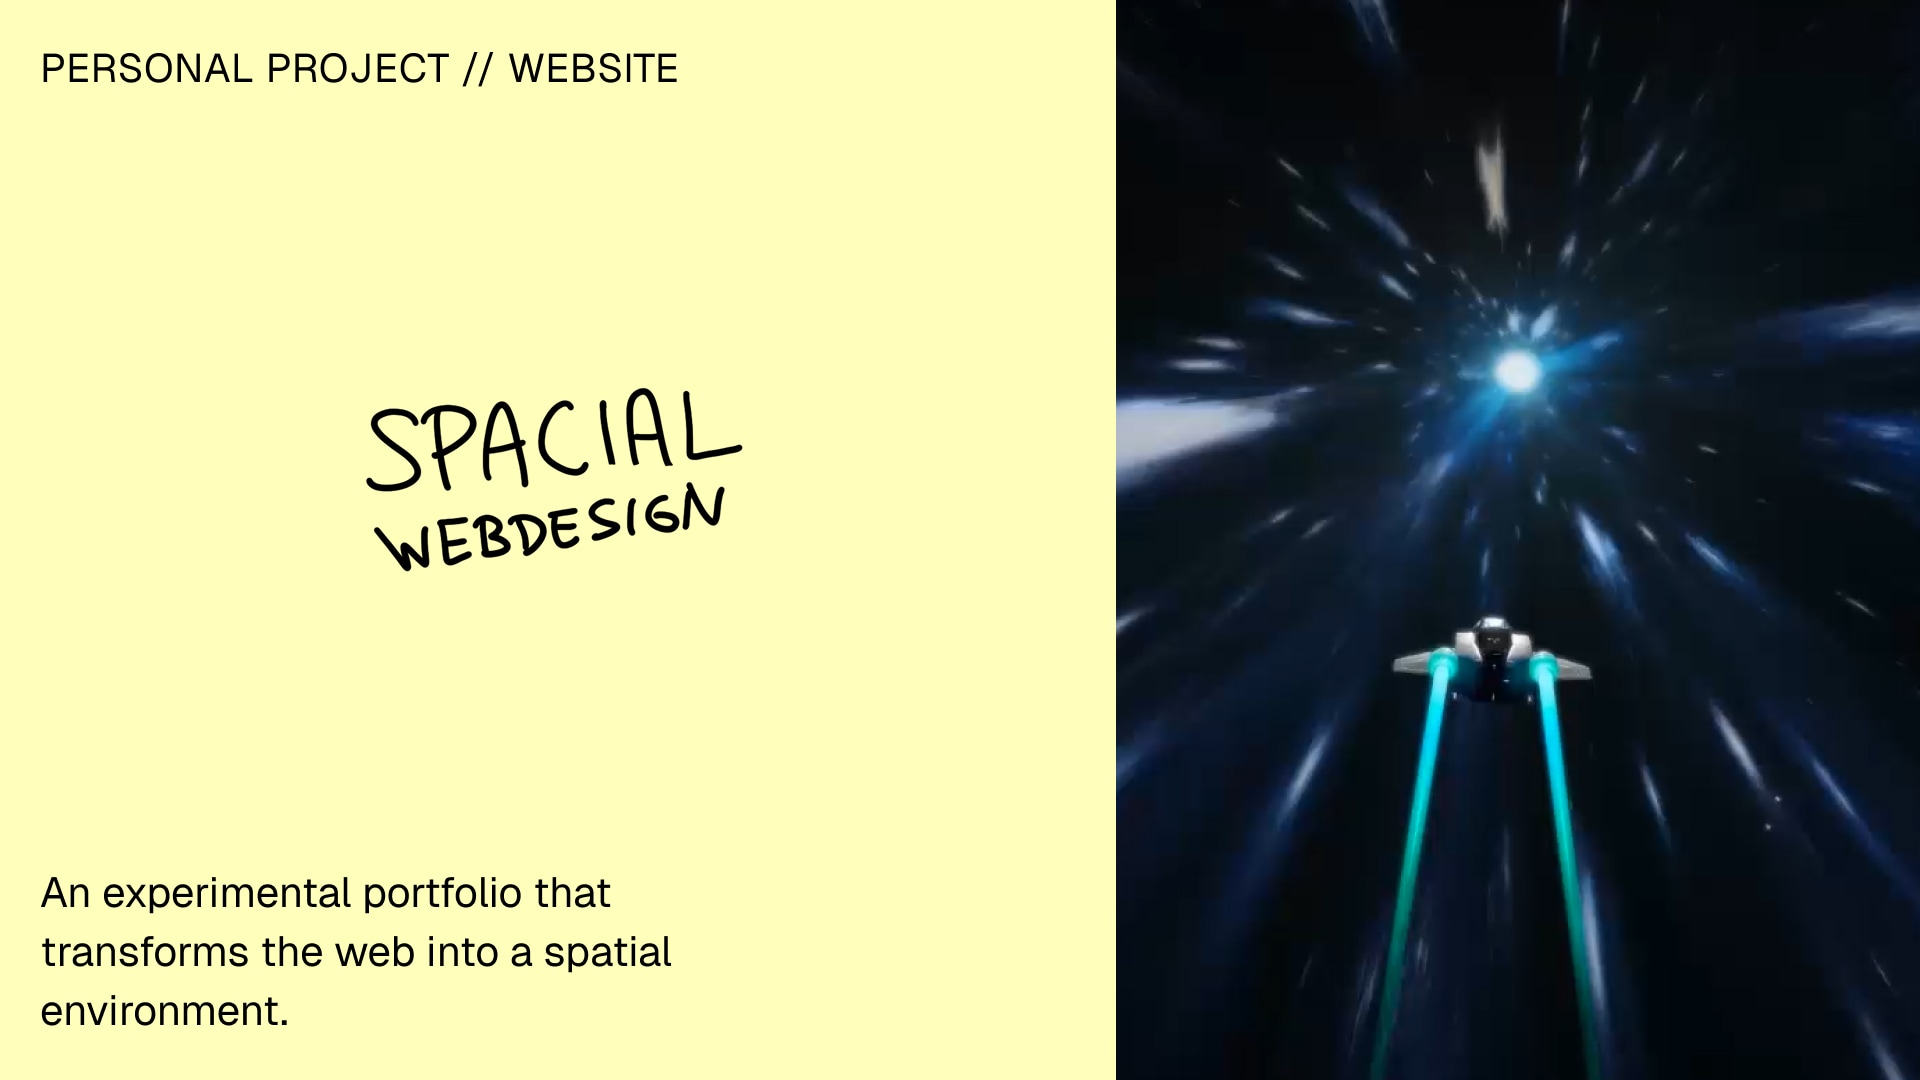 PERSONAL PROJECT // WEBSITE
SPACIAL
WEBDESIGN
An experimental portfolio that
transforms the web into a spatial
environment.